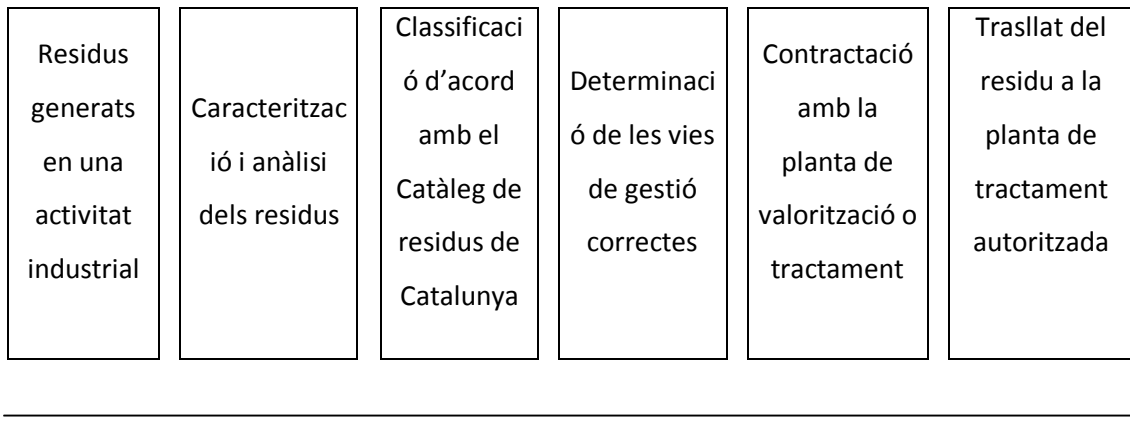 Residus
generats
en una
activitat
industrial
Caracteritzac
ió i anàlisi
dels residus
Classificaci
ó d’acord
amb el
Catàleg de
residus de
Catalunya
Determinaci
ó de les vies
de gestió
correctes
Contractació
amb la
planta de
valorització o
tractament
Trasllat del
residu a la
planta de
tractament
autoritzada